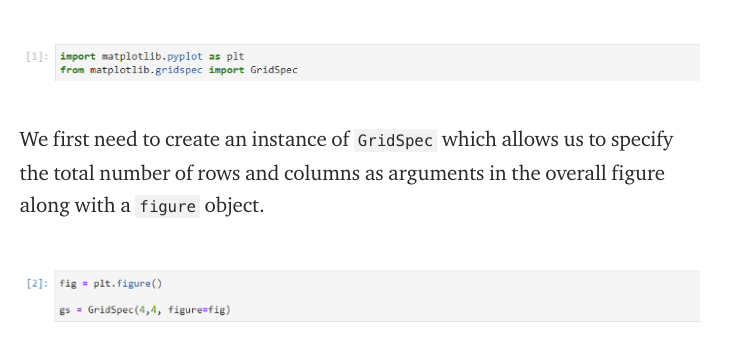 [1]: import matplotlib.pyplot as plt
from matplotlib.gridspec import GridSpec
We first need to create an instance of GridSpec which allows us to specify
the total number of rows and columns as arguments in the overall figure
along with a figure object.
[2]: fig = plt.figure()
gs = GridSpec(4,4, figure=fig)